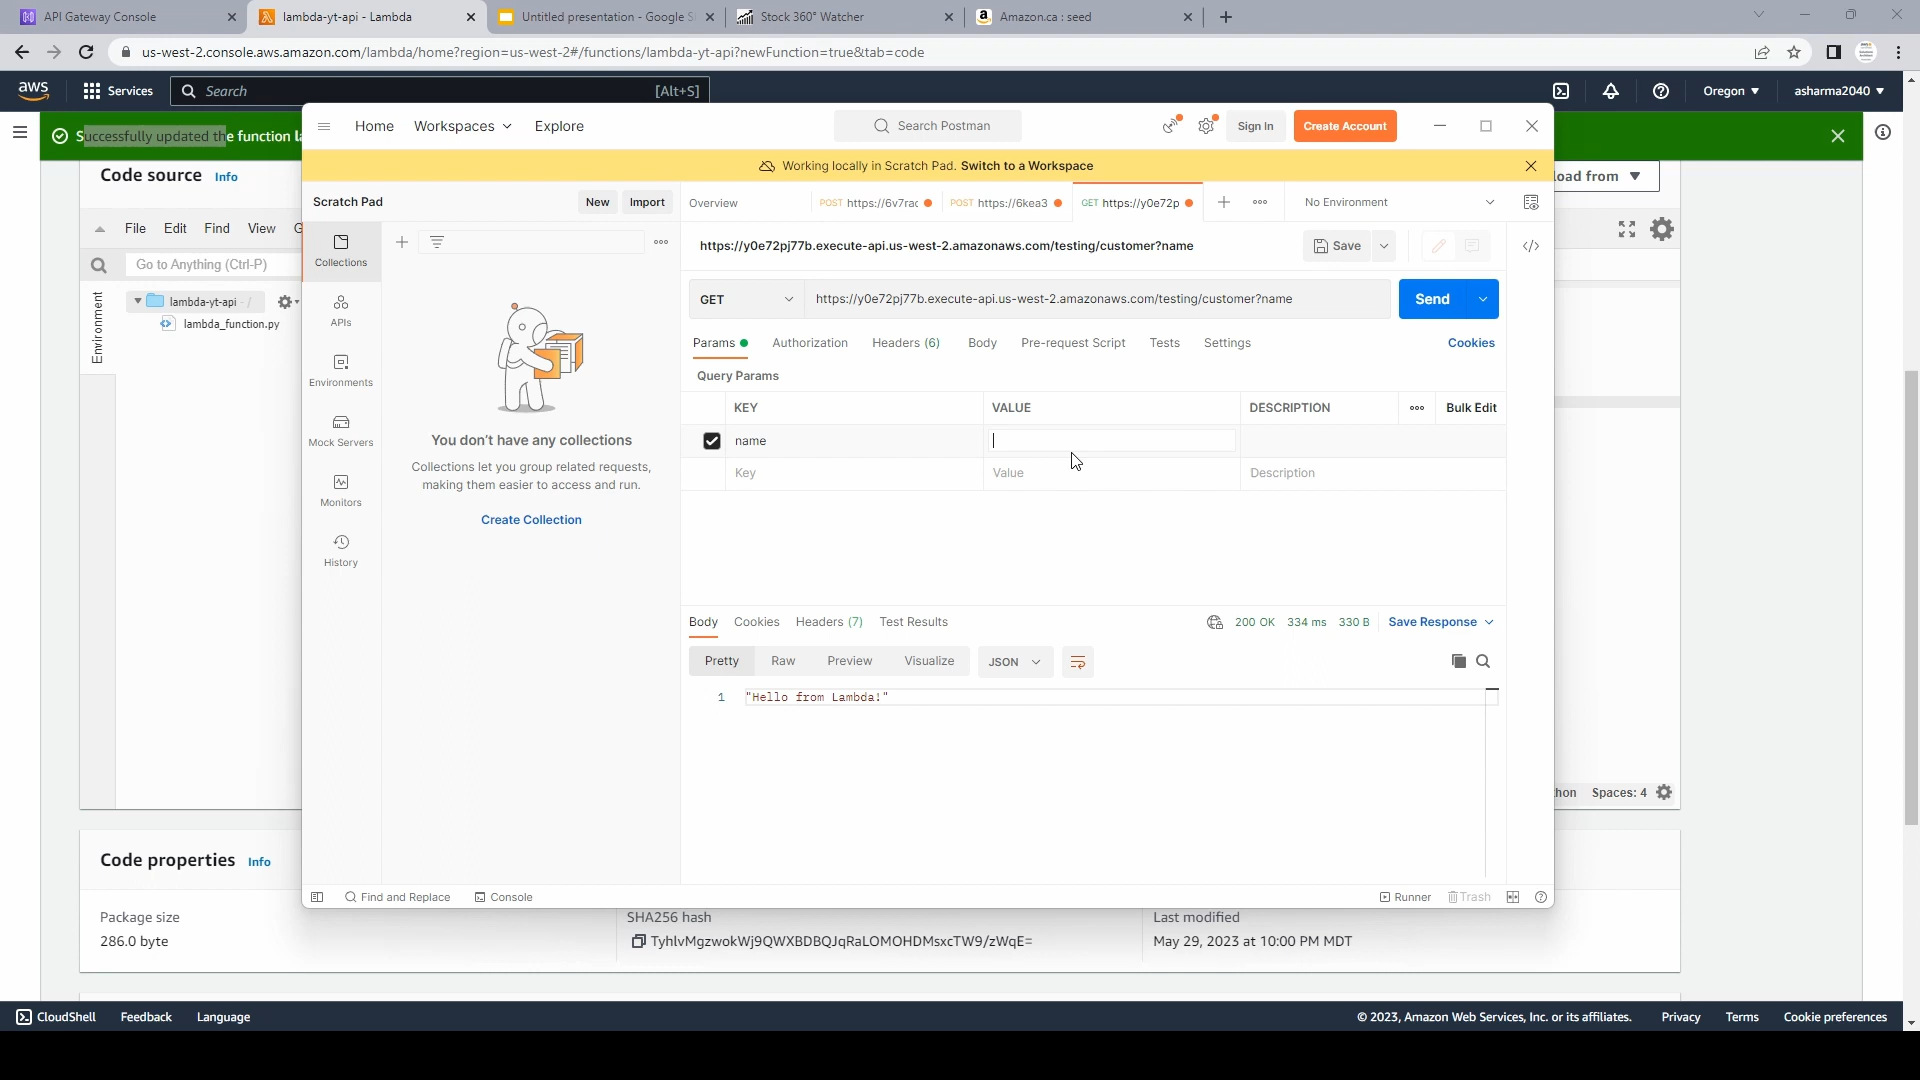 API Gateway Console
lambda-yt-api - Lambda
Untitled presentation - Google S
Stock 360° Watcher
Amazon.ca : seed
us-west-2.console.aws.amazon.com/lambda/home?region=us-west-2#/functions/lambda-yt-api?newFunction=true&tab=code
aws
Services
Search
[Alt+S]
Oregon
asharma2040
Successfully updated the function la
Home
Workspaces
Explore
Search Postman
Sign In
Create Account
Working locally in Scratch Pad. Switch to a Workspace
Code source
Info
oad from
Scratch Pad
New
Import
Overview
POST https://6v7rac
POST https://6kea3
GET https://y0e72p
No Environment
File
Edit
Find
View
G
Collections
https://y0e72pj77b.execute-api.us-west-2.amazonaws.com/testing/customer?name
Save
Go to Anything (Ctrl-P)
Environment
lambda-yt-api - /
lambda_function.py
APIs
GET
https://y0e72pj77b.execute-api.us-west-2.amazonaws.com/testing/customer?name
Send
Params
Authorization
Headers (6)
Body
Pre-request Script
Tests
Settings
Cookies
Environments
Query Params
KEY
VALUE
DESCRIPTION
Bulk Edit
Mock Servers
You don't have any collections
name
Collections let you group related requests,
making them easier to access and run.
Key
Value
Description
Monitors
Create Collection
History
Body
Cookies
Headers (7)
Test Results
200 OK
334 ms
330 B
Save Response
Pretty
Raw
Preview
Visualize
JSON
1
"Hello from Lambda!"
hon
Spaces: 4
Code properties
Info
Find and Replace
Console
Runner
Trash
Package size
SHA256 hash
Last modified
286.0 byte
TyhlvMgzwokWj9QWXBDBQJqRaLOMOHDMsxcTW9/zWqE=
May 29, 2023 at 10:00 PM MDT
CloudShell
Feedback
Language
© 2023, Amazon Web Services, Inc. or its affiliates.
Privacy
Terms
Cookie preferences